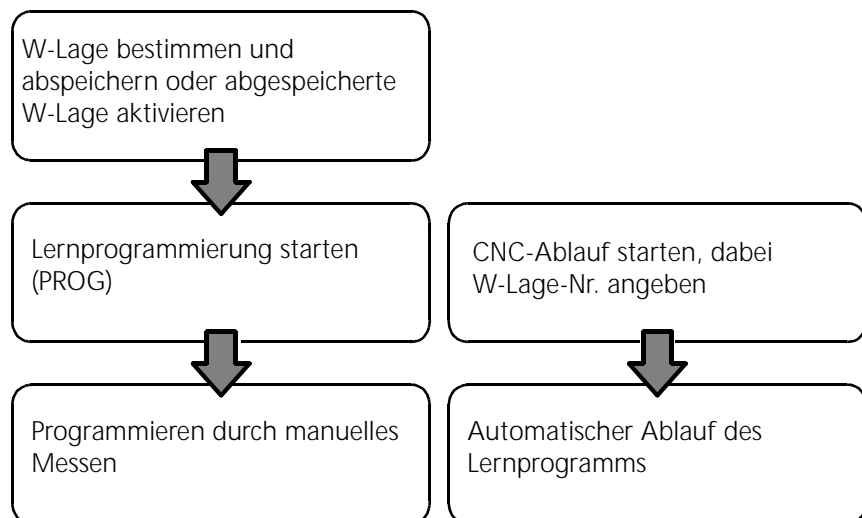 W-Lage bestimmen und
abspeichern oder abgespeicherte
W-Lage aktivieren
Lernprogrammierung starten
(PROG)
Programmieren durch manuelles
Messen
CNC-Ablauf starten, dabei
W-Lage-Nr. angeben
Automatischer Ablauf des
Lernprogramms